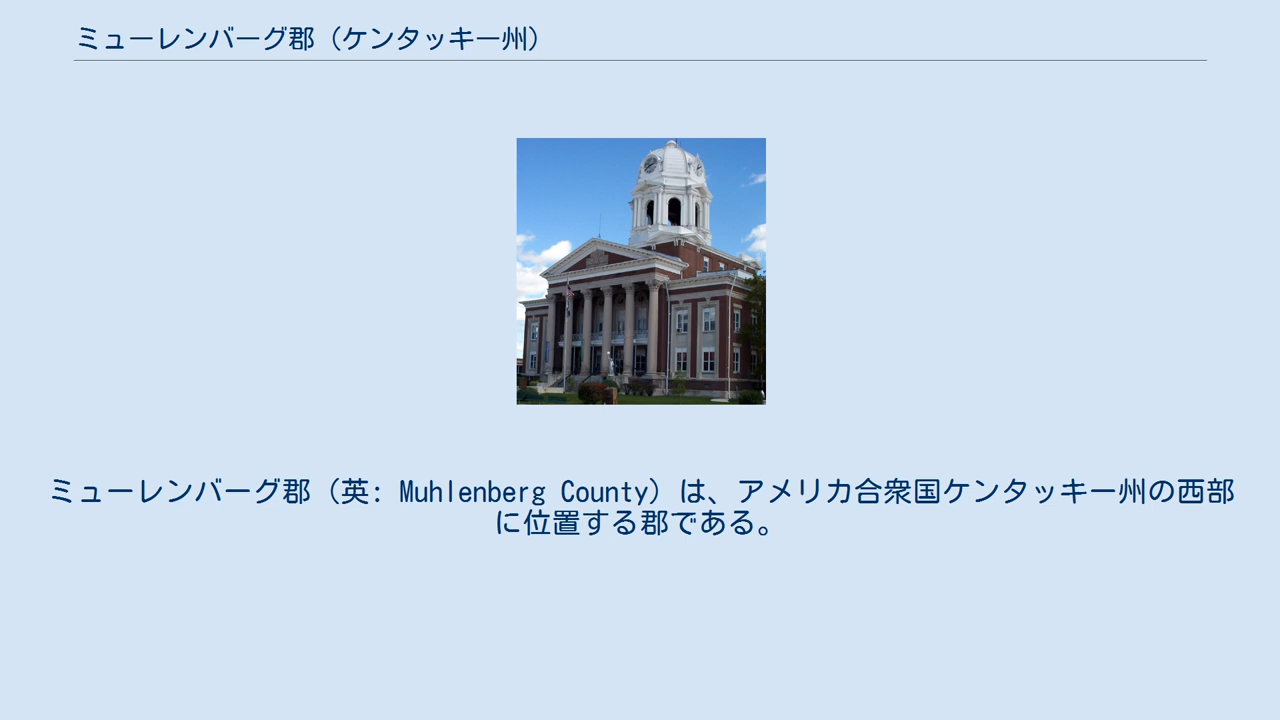 ミューレンバーグ郡（ケンタッキー州）
ミューレンバーグ郡（英: Muhlenberg County）は、アメリカ合衆国ケンタッキー州の西部
に位置する郡である。